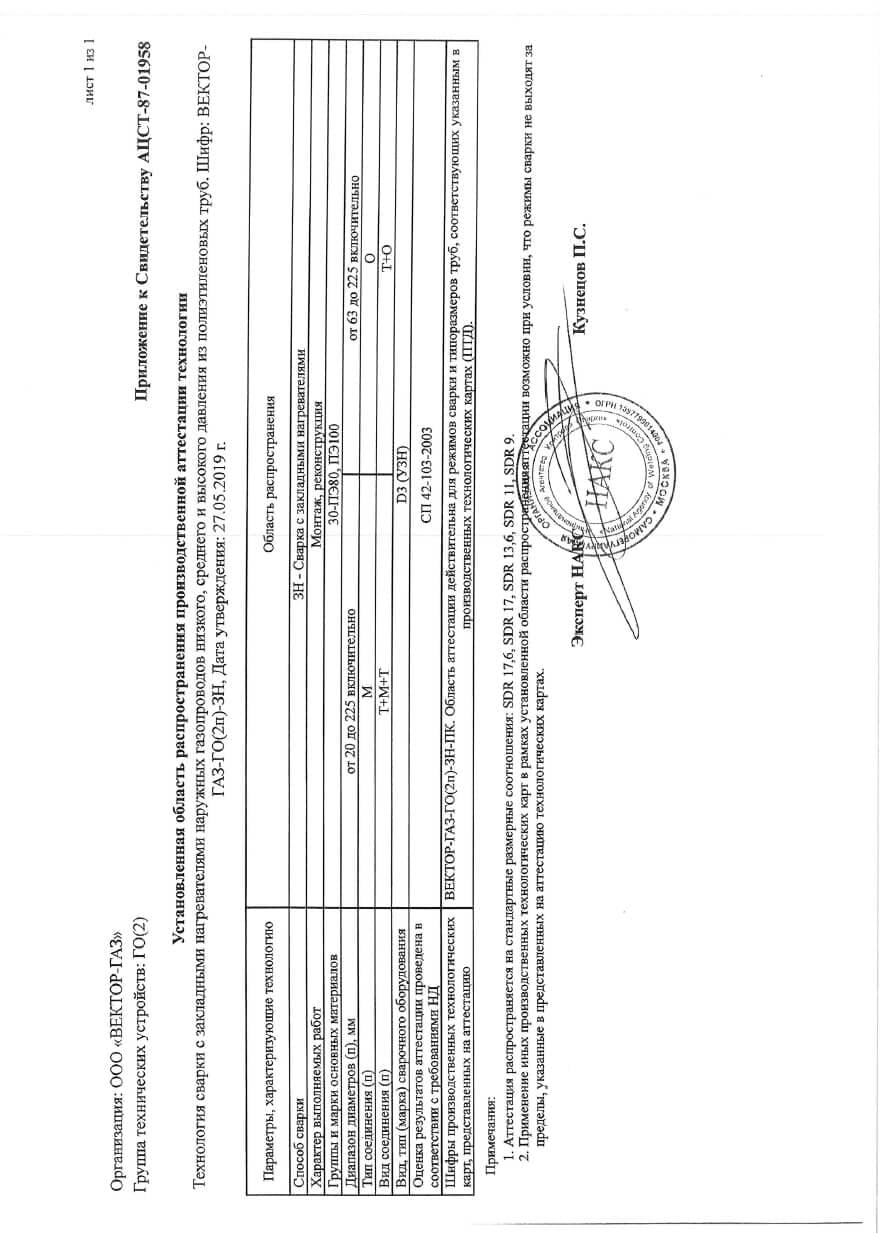 лист 1 из 1
Организация: ООО «ВЕКТОР-ГАЗ»
Группа технических устройств: ГО(2)
Приложение к Свидетельству АЦСТ-87-01958
Установленная область распространения производственной аттестации технологии
Технология сварки с закладными нагревателями наружных газопроводов низкого, среднего и высокого давления из полиэтиленовых труб. Шифр: ВЕКТОР-
ГАЗ-ГО(2п)-ЗН, Дата утверждения: 27.05.2019 г.
Параметры, характеризующие технологию
Область распространения
Способ сварки
ЗН - Сварка с закладными нагревателями
Характер выполняемых работ
Монтаж, реконструкция
Группы и марки основных материалов
30-ПЭ80, ПЭ100
Диапазон диаметров (п), мм
от 20 до 225 включительно
от 63 до 225 включительно
Тип соединения (п)
М
О
Вид соединения (п)
Т+М+Т
Т+О
Вид, тип (марка) сварочного оборудования
D3 (УЗН)
Оценка результатов аттестации проведена в
соответствии с требованиями НД
СП 42-103-2003
Шифры производственных технологических
карт, представленных на аттестацию
ВЕКТОР-ГАЗ-ГО(2п)-ЗН-ПК. Область аттестации действительна для режимов сварки и типоразмеров труб, соответствующих указанным в
производственных технологических картах (ПТД).
Примечания:
1. Аттестация распространяется на стандартные размерные соотношения: SDR 17,6, SDR 17, SDR 13,6, SDR 11, SDR 9.
2. Применение иных производственных технологических карт в рамках установленной области распространения аттестации возможно при условии, что режимы сварки не выходят за
пределы, указанные в представленных на аттестацию технологических картах.
Эксперт НАКС
Кузнецов П.С.
САМОРЕГУЛИРУЕМАЯ
АССОЦИАЦИЯ
МОСКВА
National Agency of Welding Control
НАКС